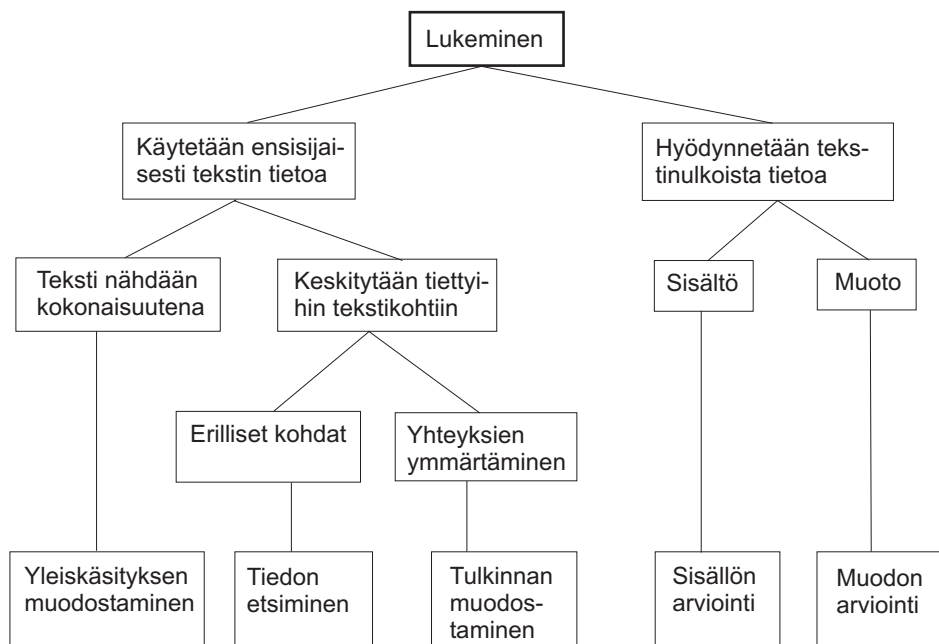 Lukeminen
Käytetään ensisijai-
sesti tekstin tietoa
Hyödynnetään teks-
tinulkoista tietoa
Teksti nähdään
kokonaisuutena
Keskitytään tiettyi-
hin tekstikohtiin
Sisältö
Muoto
Erilliset kohdat
Yhteyksien
ymmärtäminen
Yleiskäsityksen
muodostaminen
Tiedon
etsiminen
Tulkinnan
muodos-
taminen
Sisällön
arviointi
Muodon
arviointi